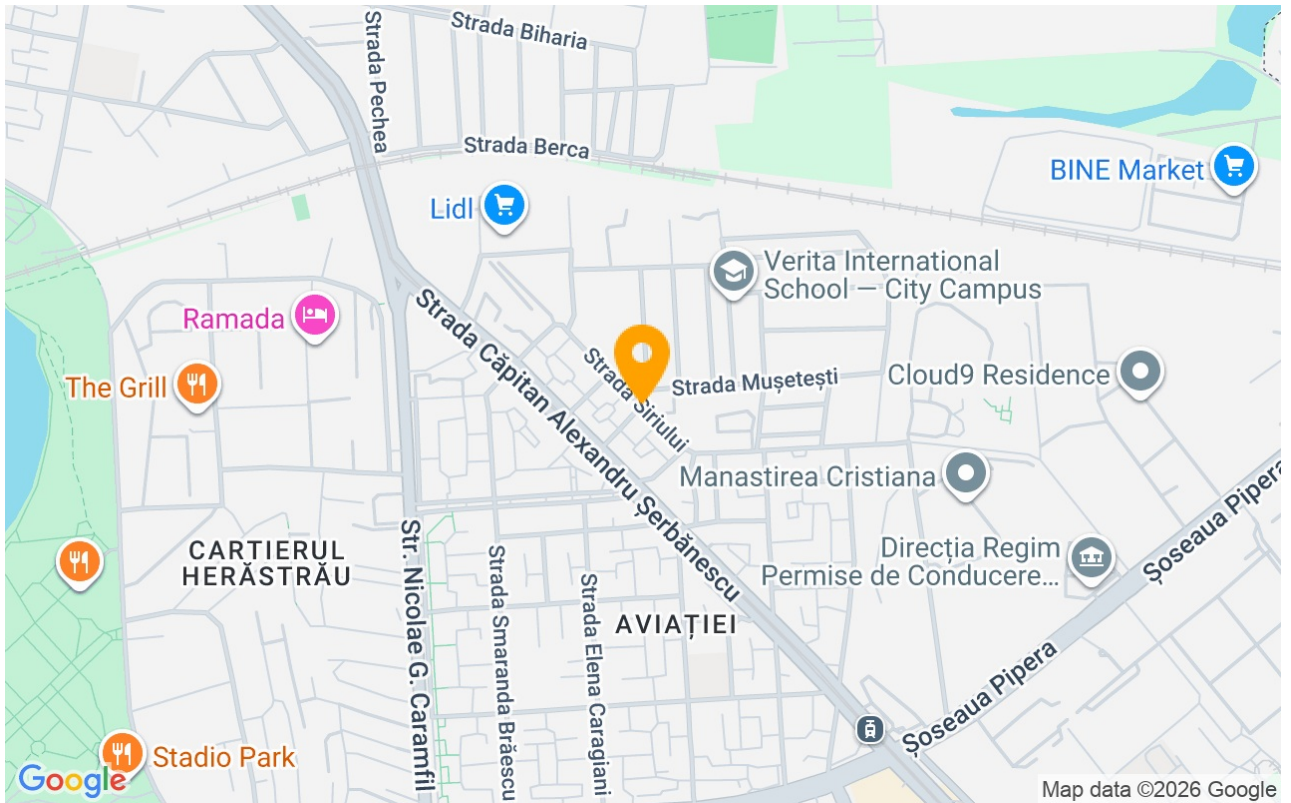 Strada Biharia
Strada Pechea
Strada Berca
BINE Market
Lidl
Verita International
School — City Campus
Ramada
Strada Căpitan Alexandru Șerbănescu
The Grill
Strada Siriului
Strada Mușetești
Cloud9 Residence
Manastirea Cristiana
Șoseaua Pipera
CARTIERUL
HERĂSTRĂU
Str. Nicolae G. Caramfil
Strada Smaranda Brăescu
Strada Elena Caragiani
Direcția Regim
Permise de Conducere...
AVIAȚIEI
Șoseaua Pipera
Stadio Park
Google
Map data ©2026 Google